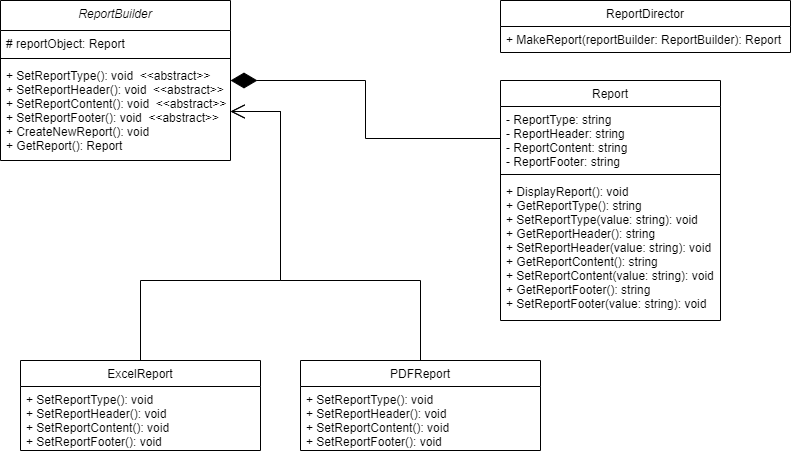 ReportBuilder
# reportObject: Report
+ SetReportType(): void <<abstract>>
+ SetReportHeader(): void <<abstract>>
+ SetReportContent(): void <<abstract>>
+ SetReportFooter(): void <<abstract>>
+ CreateNewReport(): void
+ GetReport(): Report
ReportDirector
+ MakeReport(reportBuilder: ReportBuilder): Report
Report
- ReportType: string
- ReportHeader: string
- ReportContent: string
- ReportFooter: string
+ DisplayReport(): void
+ GetReportType(): string
+ SetReportType(value: string): void
+ GetReportHeader(): string
+ SetReportHeader(value: string): void
+ GetReportContent(): string
+ SetReportContent(value: string): void
+ GetReportFooter(): string
+ SetReportFooter(value: string): void
ExcelReport
+ SetReportType(): void
+ SetReportHeader(): void
+ SetReportContent(): void
+ SetReportFooter(): void
PDFReport
+ SetReportType(): void
+ SetReportHeader(): void
+ SetReportContent(): void
+ SetReportFooter(): void